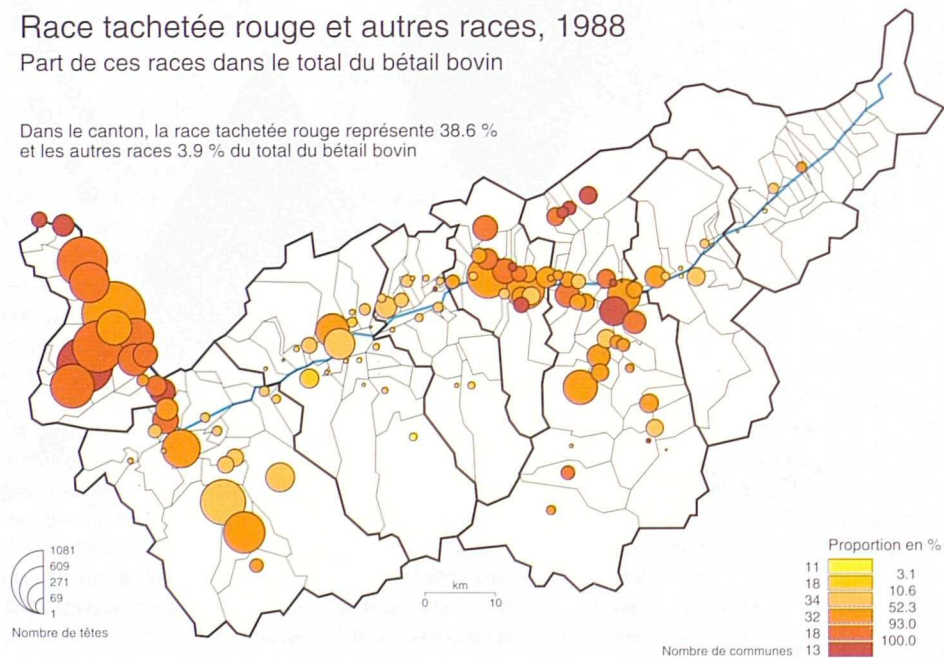 Race tachetée rouge et autres races, 1988
Part de ces races dans le total du bétail bovin
Dans le canton, la race tachetée rouge représente 38.6 %
et les autres races 3.9 % du total du bétail bovin
1081
609
271
69
1
Nombre de têtes
km
0 10
Proportion en %
11
3.1
18
10.6
34
52.3
32
93.0
18
100.0
13
Nombre de communes